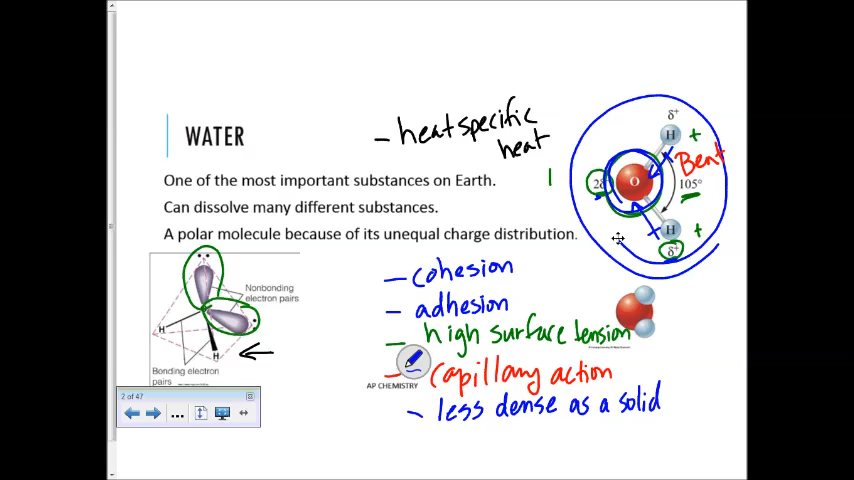 - heat specific
heat
WATER
One of the most important substances on Earth.
Can dissolve many different substances.
A polar molecule because of its unequal charge distribution.
δ+
H +
Bent
2δ
O
105°
H +
δ+
Nonbonding
electron pairs
H
H
Bonding electron
pairs
- cohesion
- adhesion
- high surface tension
- Capillary action
- less dense as a solid
AP CHEMISTRY
2 of 47